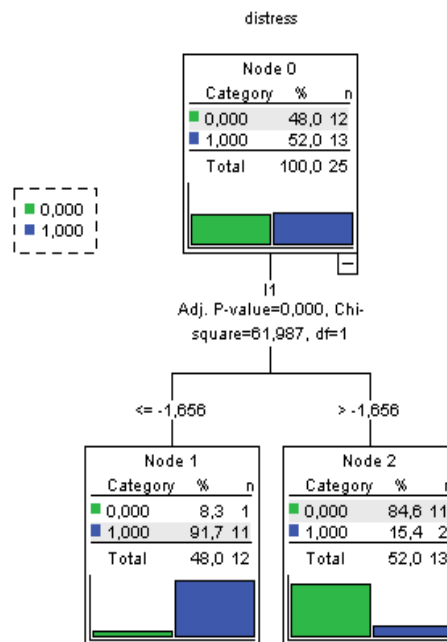 distress
Node 0
Category % n
0,000 48,0 12
1,000 52,0 13
Total 100,0 25
0,000
1,000
I1
Adj. P-value=0,000, Chi-
square=61,987, df=1
<= -1,656
> -1,656
Node 1
Category % n
0,000 8,3 1
1,000 91,7 11
Total 48,0 12
Node 2
Category % n
0,000 84,6 11
1,000 15,4 2
Total 52,0 13